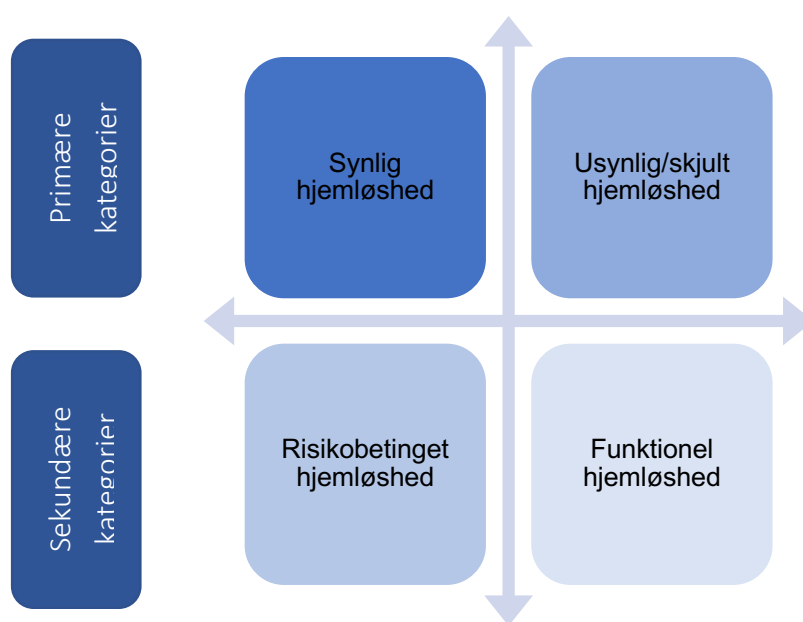 Primære
kategorier
Synlig
hjemløshed
Usynlig/skjult
hjemløshed
Sekundære
kategorier
Risikobetinget
hjemløshed
Funktionel
hjemløshed